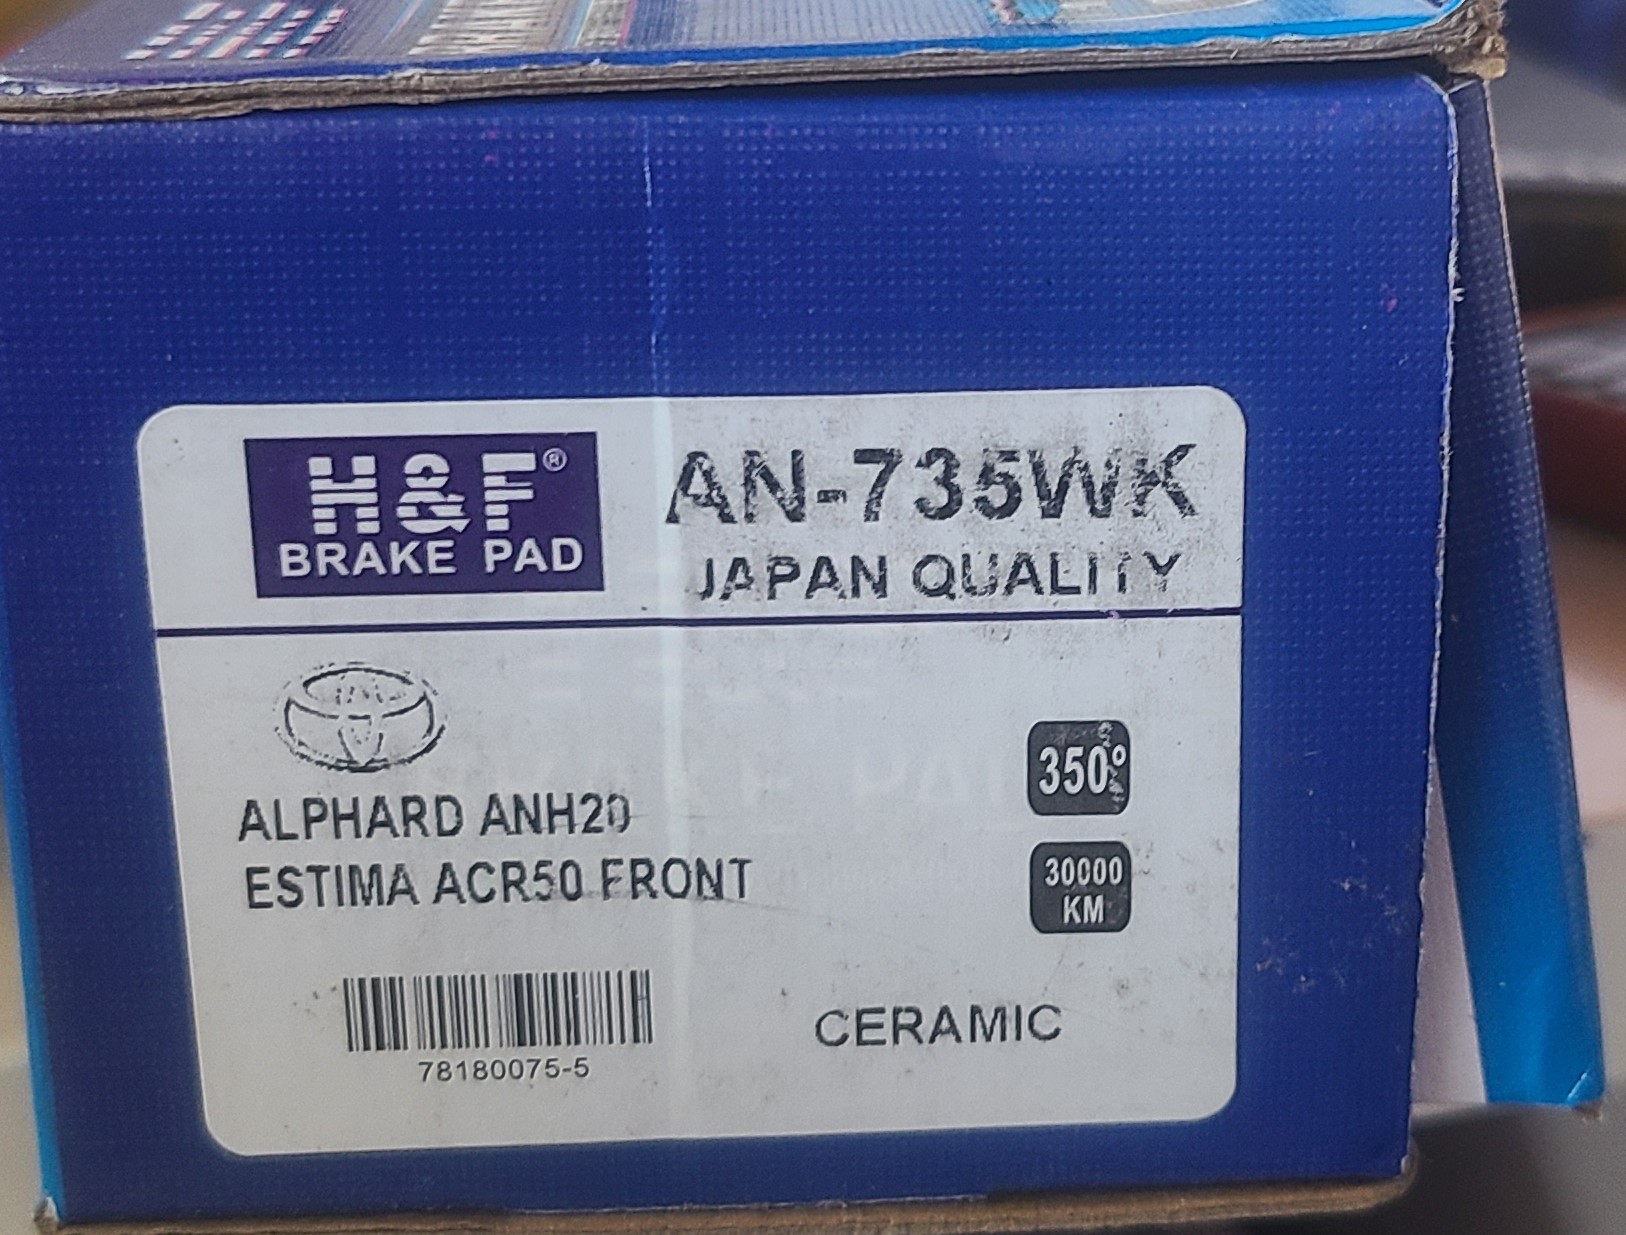 H&F®
BRAKE PAD
AN-735WK
JAPAN QUALITY
ALPHARD ANH20
ESTIMA ACR50 FRONT
350°
30000
KM
78180075-5
CERAMIC